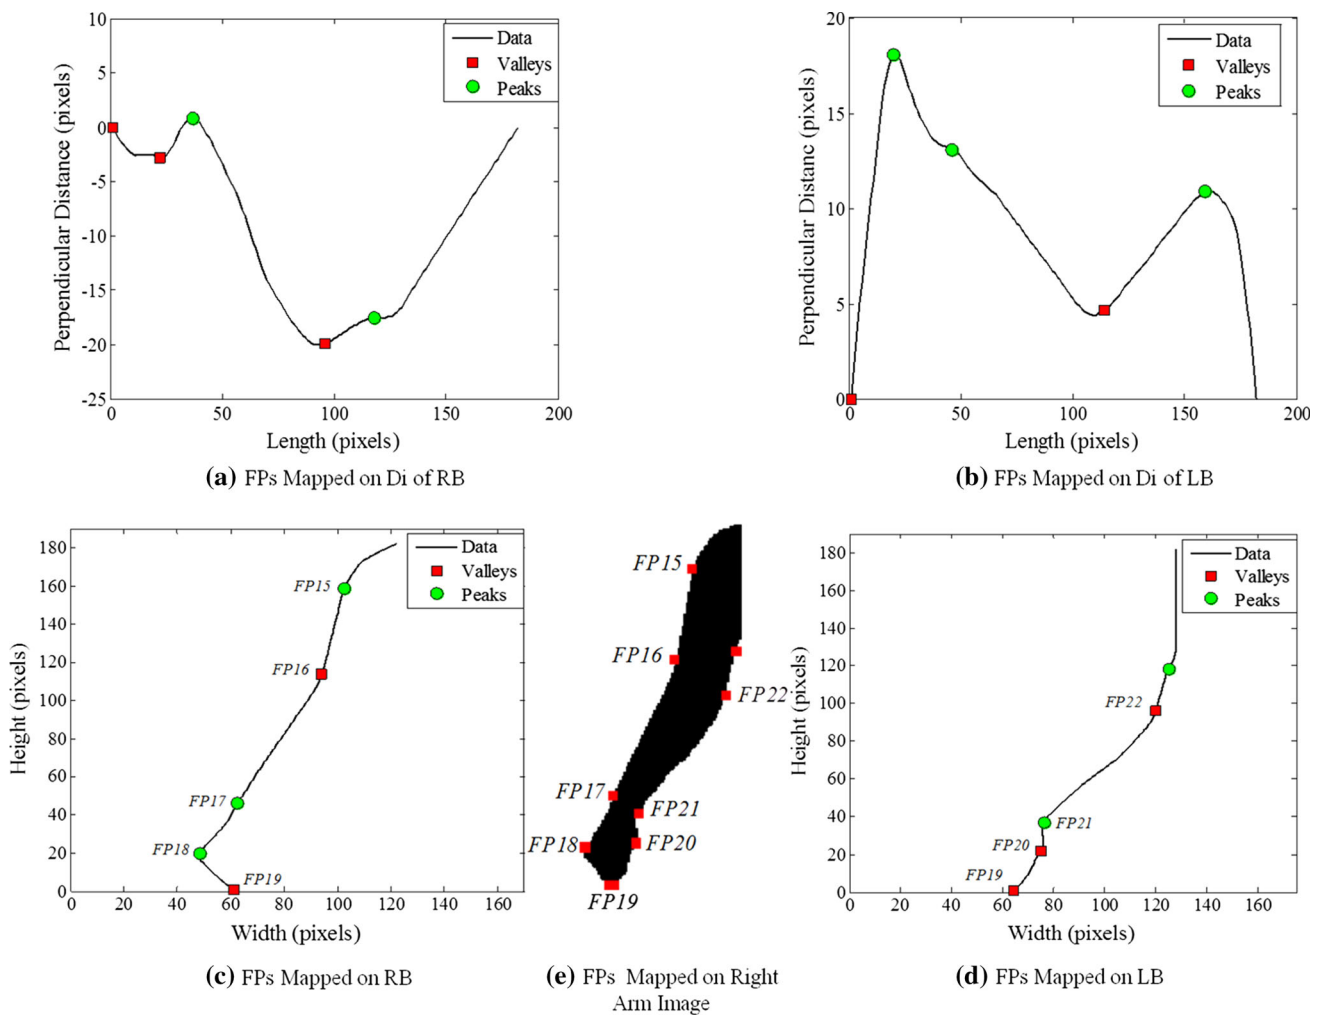 10
5
0
-5
-10
-15
-20
-25
0
50
100
150
200
Perpendicular Distance (pixels)
Length (pixels)
Data
Valleys
Peaks
(a) FPs Mapped on Di of RB
20
15
10
5
0
0
50
100
150
200
Perpendicular Distanc (pixels)
Length (pixels)
Data
Valleys
Peaks
(b) FPs Mapped on Di of LB
180
160
140
120
100
80
60
40
20
0
0
20
40
60
80
100
120
140
160
Height (pixels)
Width (pixels)
Data
Valleys
Peaks
FP15
FP16
FP17
FP18
FP19
(c) FPs Mapped on RB
FP15
FP16
FP22
FP17
FP21
FP18
FP20
FP19
(e) FPs Mapped on Right
Arm Image
180
160
140
120
100
80
60
40
20
0
0
20
40
60
80
100
120
140
160
Height (pixels)
Width (pixels)
Data
Valleys
Peaks
FP22
FP21
FP20
FP19
(d) FPs Mapped on LB